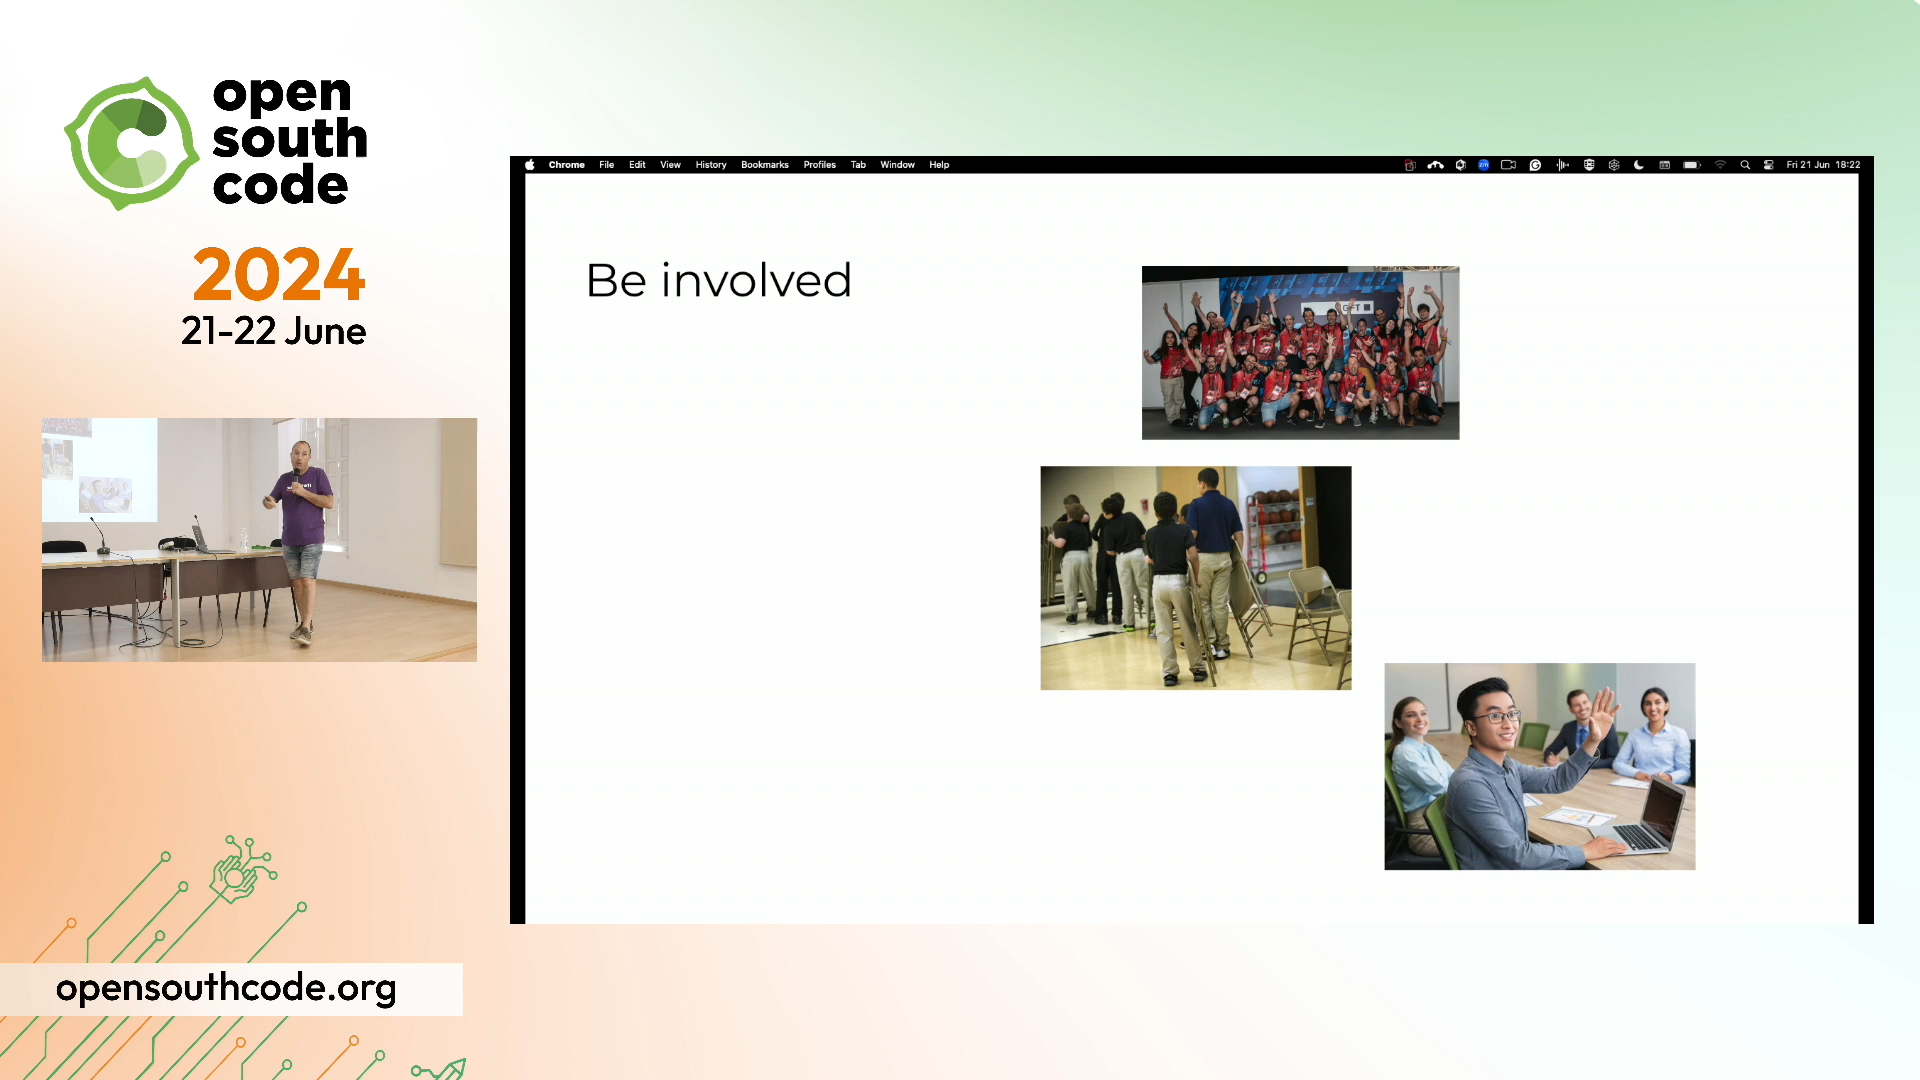 open
south
code
2024
21-22 June
opensouthcode.org
Chrome File Edit View History Bookmarks Profiles Tab Window Help
Fri 21 Jun 18:22
Be involved